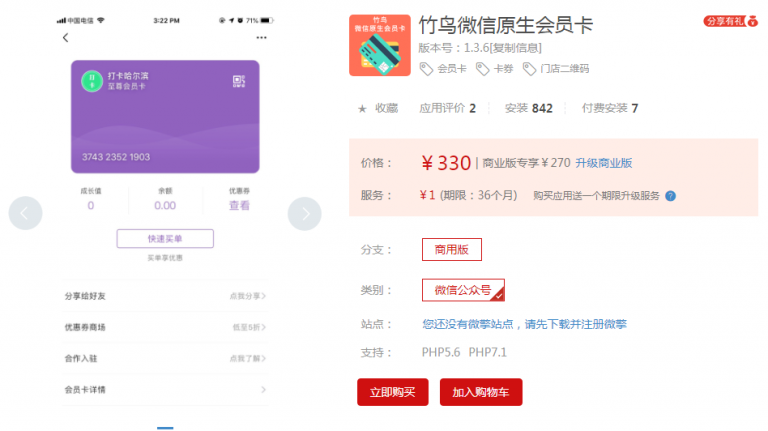 中国电信
3:22 PM
71%
打卡哈尔滨
至尊会员卡
3743 2352 1903
成长值
余额
优惠券
0
0.00
查看
快速买单
买单享优惠
分享给好友
点我分享>
优惠券商场
低至5折>
合作入驻
点我了解>
会员卡详情
>
竹鸟
微信原生会员卡
竹鸟微信原生会员卡
分享有礼
版本号：1.3.6[复制信息]
会员卡 卡券 门店二维码
★ 收藏 应用评价 2 安装 842 付费安装 7
价格： ￥330 | 商业版专享￥270 升级商业版
服务： ￥1 (期限：36个月) 购买应用送一个期限升级服务 ?
分支： 商用版
类别： 微信公众号
站点： 您还没有微擎站点，请先下载并注册微擎
支持： PHP5.6 PHP7.1
立即购买 加入购物车